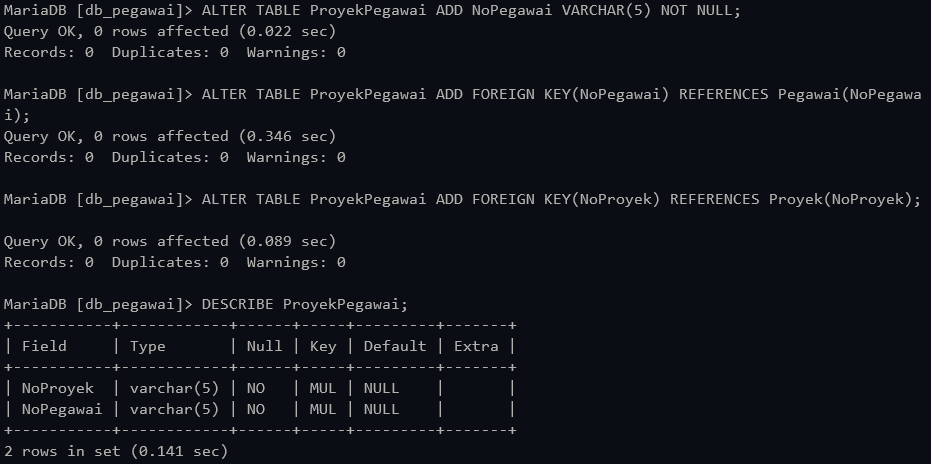 MariaDB [db_pegawai]> ALTER TABLE ProyekPegawai ADD NoPegawai VARCHAR(5) NOT NULL;
Query OK, 0 rows affected (0.022 sec)
Records: 0  Duplicates: 0  Warnings: 0

MariaDB [db_pegawai]> ALTER TABLE ProyekPegawai ADD FOREIGN KEY(NoPegawai) REFERENCES Pegawai(NoPegawa
i);
Query OK, 0 rows affected (0.346 sec)
Records: 0  Duplicates: 0  Warnings: 0

MariaDB [db_pegawai]> ALTER TABLE ProyekPegawai ADD FOREIGN KEY(NoProyek) REFERENCES Proyek(NoProyek);

Query OK, 0 rows affected (0.089 sec)
Records: 0  Duplicates: 0  Warnings: 0

MariaDB [db_pegawai]> DESCRIBE ProyekPegawai;
+-----------+------------+------+-----+---------+-------+
| Field     | Type       | Null | Key | Default | Extra |
+-----------+------------+------+-----+---------+-------+
| NoProyek  | varchar(5) | NO   | MUL | NULL    |       |
| NoPegawai | varchar(5) | NO   | MUL | NULL    |       |
+-----------+------------+------+-----+---------+-------+
2 rows in set (0.141 sec)